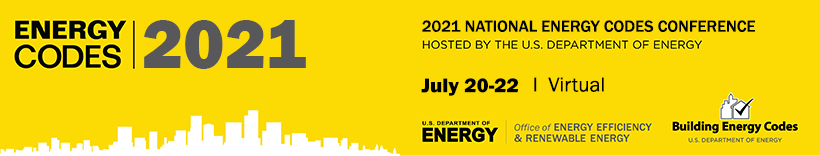 ENERGY
CODES
2021
2021 NATIONAL ENERGY CODES CONFERENCE
HOSTED BY THE U.S. DEPARTMENT OF ENERGY
July 20-22 | Virtual
U.S. DEPARTMENT OF
ENERGY
Office of ENERGY EFFICIENCY
& RENEWABLE ENERGY
Building Energy Codes
U.S. DEPARTMENT OF ENERGY